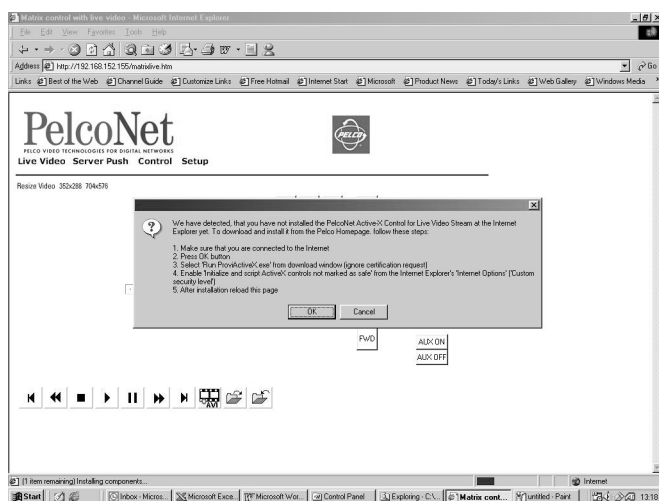 Matrix control with live video - Microsoft Internet Explorer
File Edit View Favorites Tools Help
Address http://192.168.152.155/matrixlive.htm Go
Links Best of the Web Channel Guide Customize Links Free Hotmail Internet Start Microsoft Product News Today's Links Web Gallery Windows Media
PelcoNet
PELCO VIDEO TECHNOLOGIES FOR DIGITAL NETWORKS
PELCO
Live Video Server Push Control Setup
Resize Video 352x288 704x576
We have detected, that you have not installed the PelcoNet Active-X Control for Live Video Stream at the Internet
Explorer yet. To download and install it from the Pelco Homepage. follow these steps:
1. Make sure that you are connected to the Internet
2. Press OK button
3. Select 'Run ProviActiveX.exe' from download window (ignore certification request)
4. Enable 'Initialize and script ActiveX controls not marked as safe' from the Internet Explorer's 'Internet Options' ('Custom
security level')
5. After installation reload this page
OK Cancel
FWD
AUX ON
AUX OFF
AVI
(1 item remaining) Installing components... Internet
Start Inbox - Micros... Microsoft Exce... Microsoft Wor... Control Panel Exploring - C:\... Matrix cont... untitled - Paint 13:18